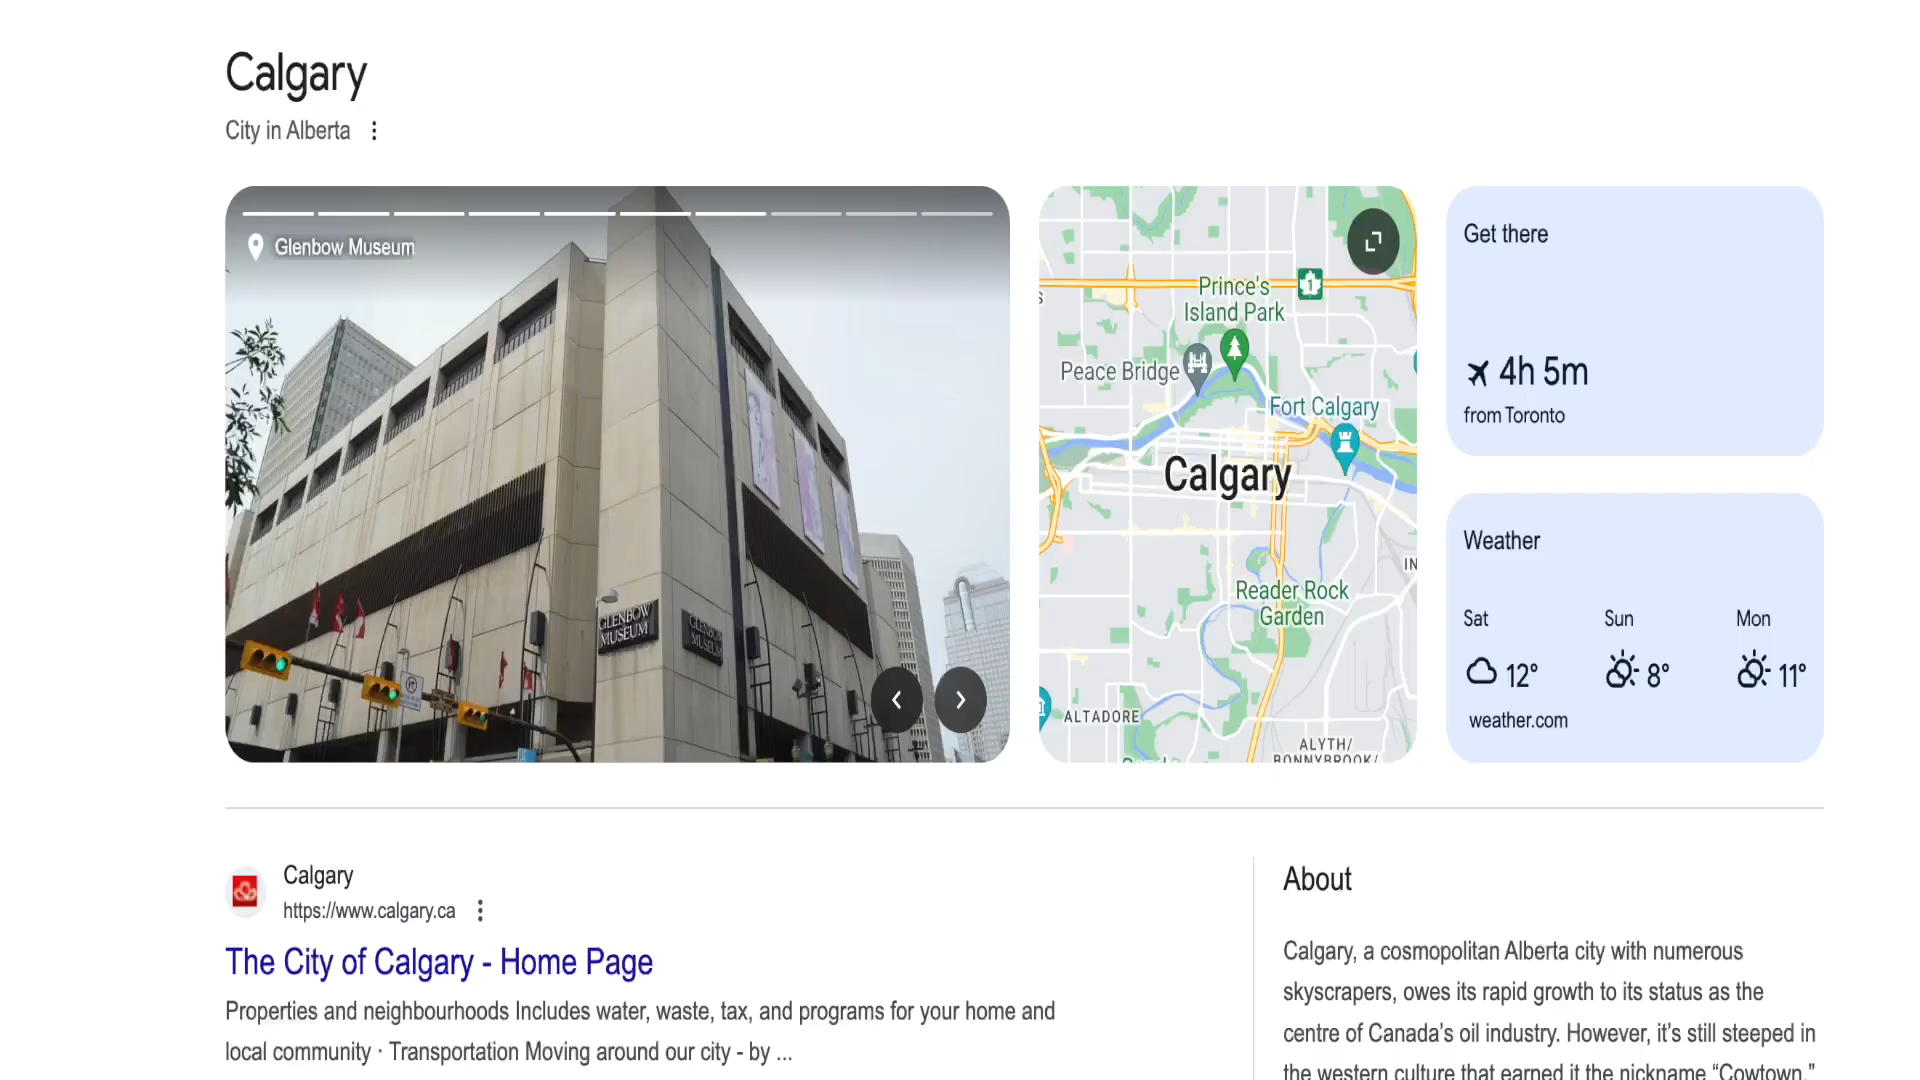 Calgary
City in Alberta
Glenbow Museum
GLENBOW
MUSEUM
GLENBOW
MUSEUM
Prince's
Island Park
1
Peace Bridge
Fort Calgary
Calgary
Reader Rock
Garden
IN
ALTADORE
ALYTH/
BONNYBROOK/
Get there
4h 5m
from Toronto
Weather
Sat Sun Mon
12° 8° 11°
weather.com
Calgary
https://www.calgary.ca
The City of Calgary - Home Page
Properties and neighbourhoods Includes water, waste, tax, and programs for your home and
local community · Transportation Moving around our city - by ...
About
Calgary, a cosmopolitan Alberta city with numerous
skyscrapers, owes its rapid growth to its status as the
centre of Canada’s oil industry. However, it’s still steeped in
the western culture that earned it the nickname “Cowtown,”